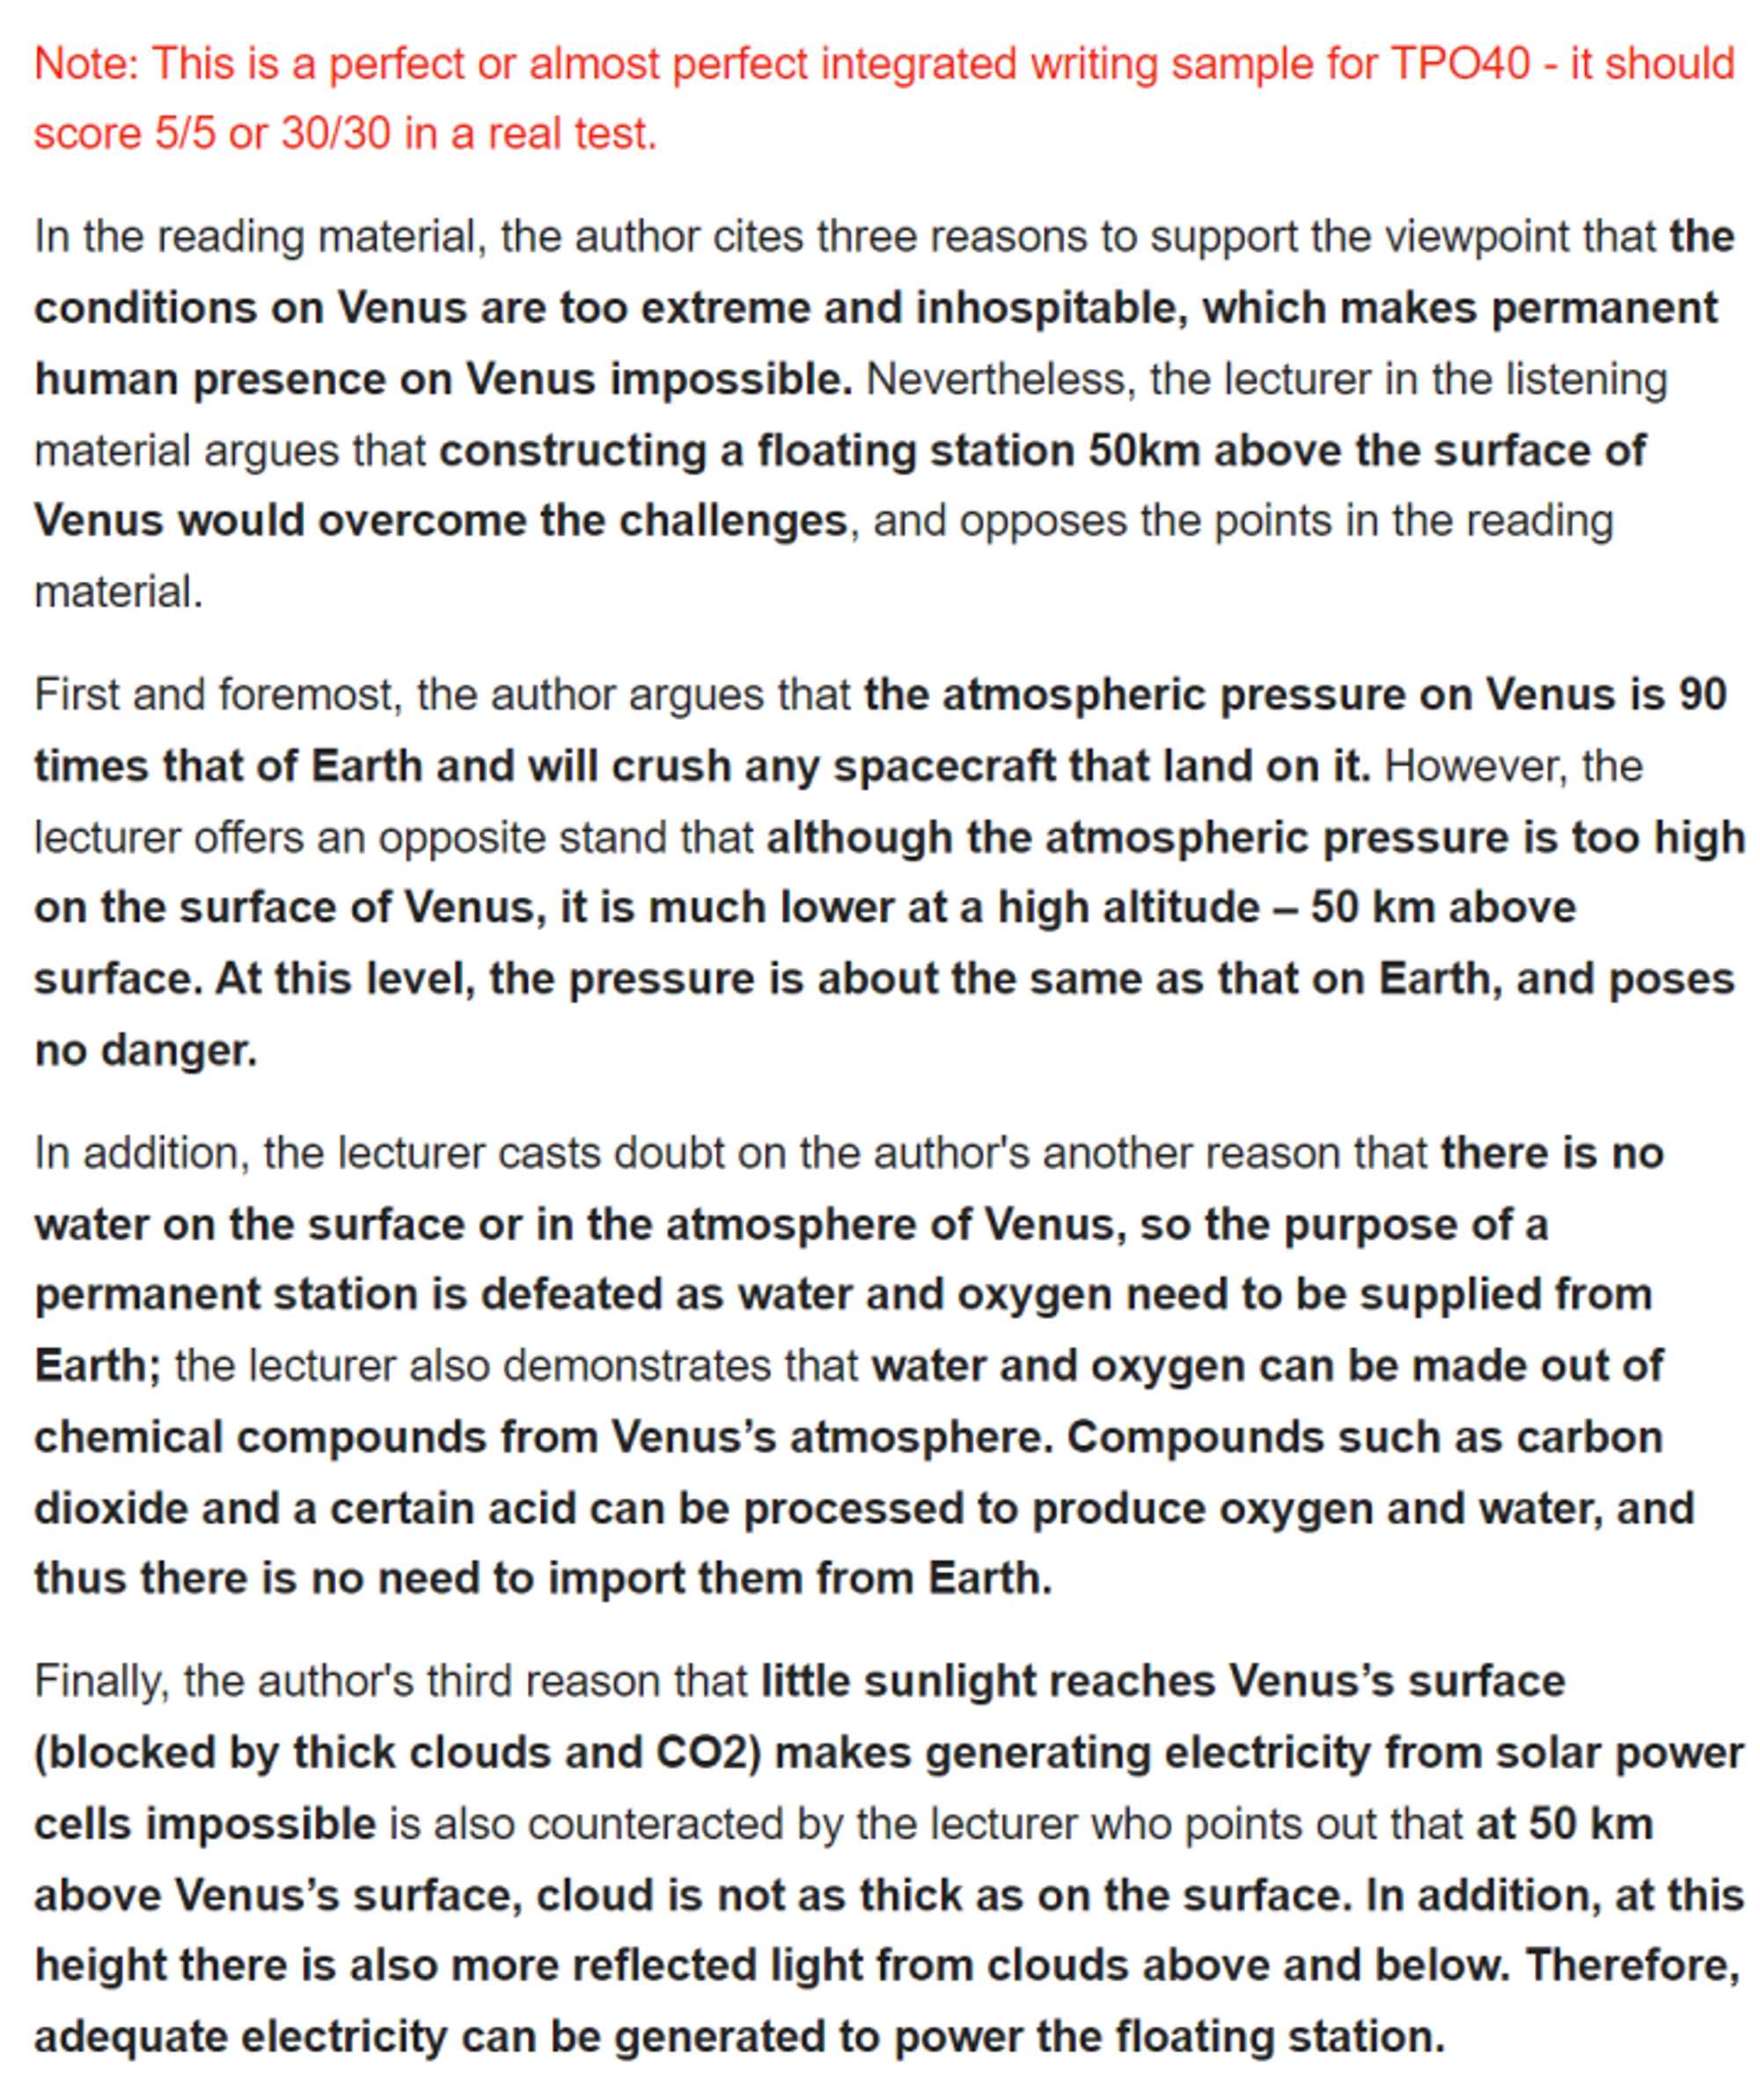 Note: This is a perfect or almost perfect integrated writing sample for TPO40 - it should
score 5/5 or 30/30 in a real test.
In the reading material, the author cites three reasons to support the viewpoint that the
conditions on Venus are too extreme and inhospitable, which makes permanent
human presence on Venus impossible. Nevertheless, the lecturer in the listening
material argues that constructing a floating station 50km above the surface of
Venus would overcome the challenges, and opposes the points in the reading
material.
First and foremost, the author argues that the atmospheric pressure on Venus is 90
times that of Earth and will crush any spacecraft that land on it. However, the
lecturer offers an opposite stand that although the atmospheric pressure is too high
on the surface of Venus, it is much lower at a high altitude – 50 km above
surface. At this level, the pressure is about the same as that on Earth, and poses
no danger.
In addition, the lecturer casts doubt on the author's another reason that there is no
water on the surface or in the atmosphere of Venus, so the purpose of a
permanent station is defeated as water and oxygen need to be supplied from
Earth; the lecturer also demonstrates that water and oxygen can be made out of
chemical compounds from Venus’s atmosphere. Compounds such as carbon
dioxide and a certain acid can be processed to produce oxygen and water, and
thus there is no need to import them from Earth.
Finally, the author's third reason that little sunlight reaches Venus’s surface
(blocked by thick clouds and CO2) makes generating electricity from solar power
cells impossible is also counteracted by the lecturer who points out that at 50 km
above Venus’s surface, cloud is not as thick as on the surface. In addition, at this
height there is also more reflected light from clouds above and below. Therefore,
adequate electricity can be generated to power the floating station.